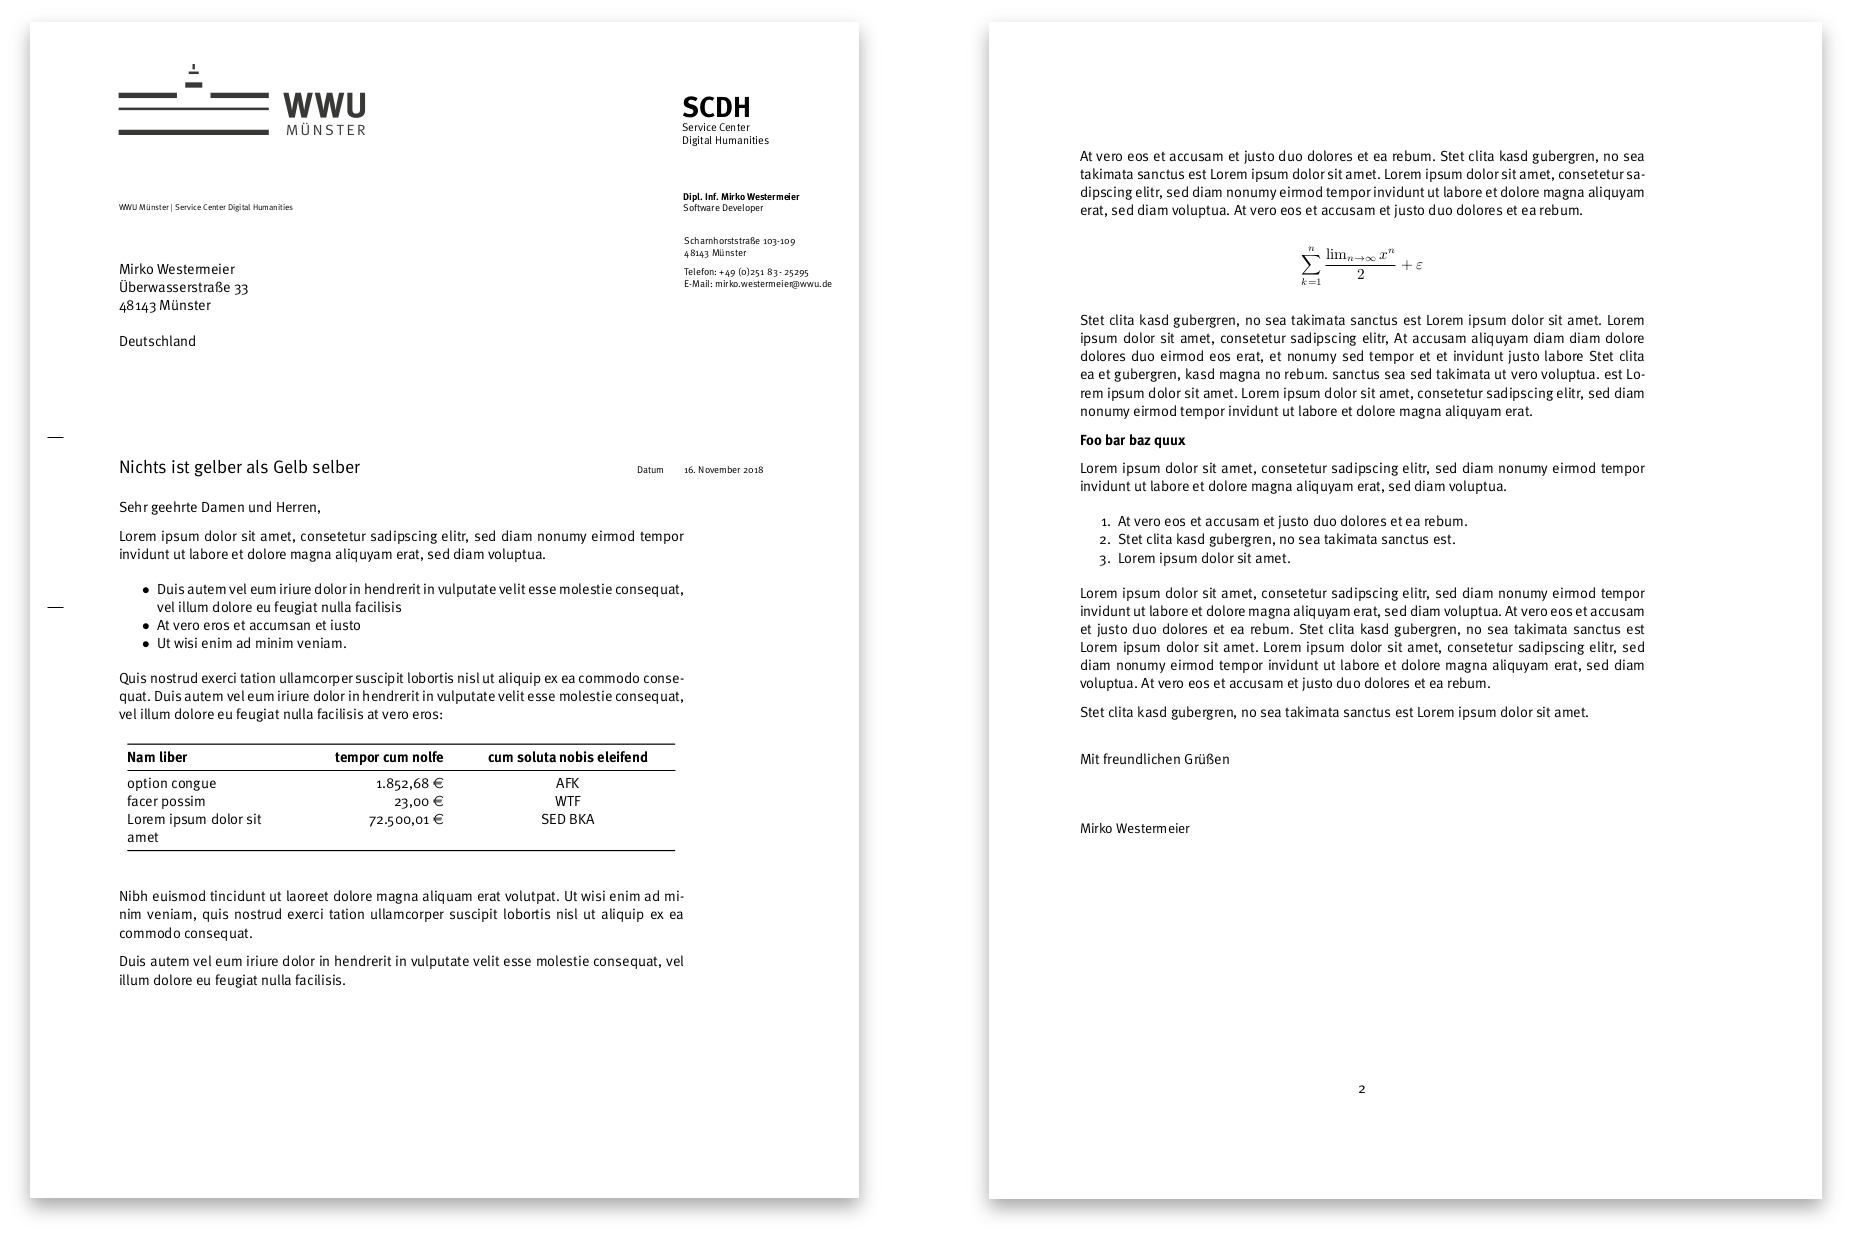 WWU
MÜNSTER
SCDH
Service Center
Digital Humanities
WWU Münster | Service Center Digital Humanities
Dipl. Inf. Mirko Westermeier
Software Developer
Scharnhorststraße 103-109
48143 Münster
Telefon: +49 (0)251 83- 25295
E-Mail: mirko.westermeier@wwu.de
Mirko Westermeier
Überwasserstraße 33
48143 Münster
Deutschland
Nichts ist gelber als Gelb selber
Datum 16. November 2018
Sehr geehrte Damen und Herren,
Lorem ipsum dolor sit amet, consetetur sadipscing elitr, sed diam nonumy eirmod tempor
invidunt ut labore et dolore magna aliquyam erat, sed diam voluptua.
• Duis autem vel eum iriure dolor in hendrerit in vulputate velit esse molestie consequat,
vel illum dolore eu feugiat nulla facilisis
• At vero eros et accumsan et iusto
• Ut wisi enim ad minim veniam.
Quis nostrud exerci tation ullamcorper suscipit lobortis nisl ut aliquip ex ea commodo conse-
quat. Duis autem vel eum iriure dolor in hendrerit in vulputate velit esse molestie consequat,
vel illum dolore eu feugiat nulla facilisis at vero eros:
Nam liber tempor cum nolfe cum soluta nobis eleifend
option congue 1.852,68 € AFK
facer possim 23,00 € WTF
Lorem ipsum dolor sit 72.500,01 € SED BKA
amet
Nibh euismod tincidunt ut laoreet dolore magna aliquam erat volutpat. Ut wisi enim ad mi-
nim veniam, quis nostrud exerci tation ullamcorper suscipit lobortis nisl ut aliquip ex ea
commodo consequat.
Duis autem vel eum iriure dolor in hendrerit in vulputate velit esse molestie consequat, vel
illum dolore eu feugiat nulla facilisis.
At vero eos et accusam et justo duo dolores et ea rebum. Stet clita kasd gubergren, no sea
takimata sanctus est Lorem ipsum dolor sit amet. Lorem ipsum dolor sit amet, consetetur sa-
dipscing elitr, sed diam nonumy eirmod tempor invidunt ut labore et dolore magna aliquyam
erat, sed diam voluptua. At vero eos et accusam et justo duo dolores et ea rebum.
n
∑ lim n→∞ xⁿ / 2 + ε
k=1
Stet clita kasd gubergren, no sea takimata sanctus est Lorem ipsum dolor sit amet. Lorem
ipsum dolor sit amet, consetetur sadipscing elitr, At accusam aliquyam diam diam dolore
dolores duo eirmod eos erat, et nonumy sed tempor et et invidunt justo labore Stet clita
ea et gubergren, kasd magna no rebum. sanctus sea sed takimata ut vero voluptua. est Lo-
rem ipsum dolor sit amet. Lorem ipsum dolor sit amet, consetetur sadipscing elitr, sed diam
nonumy eirmod tempor invidunt ut labore et dolore magna aliquyam erat.
Foo bar baz quux
Lorem ipsum dolor sit amet, consetetur sadipscing elitr, sed diam nonumy eirmod tempor
invidunt ut labore et dolore magna aliquyam erat, sed diam voluptua.
1. At vero eos et accusam et justo duo dolores et ea rebum.
2. Stet clita kasd gubergren, no sea takimata sanctus est.
3. Lorem ipsum dolor sit amet.
Lorem ipsum dolor sit amet, consetetur sadipscing elitr, sed diam nonumy eirmod tempor
invidunt ut labore et dolore magna aliquyam erat, sed diam voluptua. At vero eos et accusam
et justo duo dolores et ea rebum. Stet clita kasd gubergren, no sea takimata sanctus est
Lorem ipsum dolor sit amet. Lorem ipsum dolor sit amet, consetetur sadipscing elitr, sed
diam nonumy eirmod tempor invidunt ut labore et dolore magna aliquyam erat, sed diam
voluptua. At vero eos et accusam et justo duo dolores et ea rebum.
Stet clita kasd gubergren, no sea takimata sanctus est Lorem ipsum dolor sit amet.
Mit freundlichen Grüßen
Mirko Westermeier
2